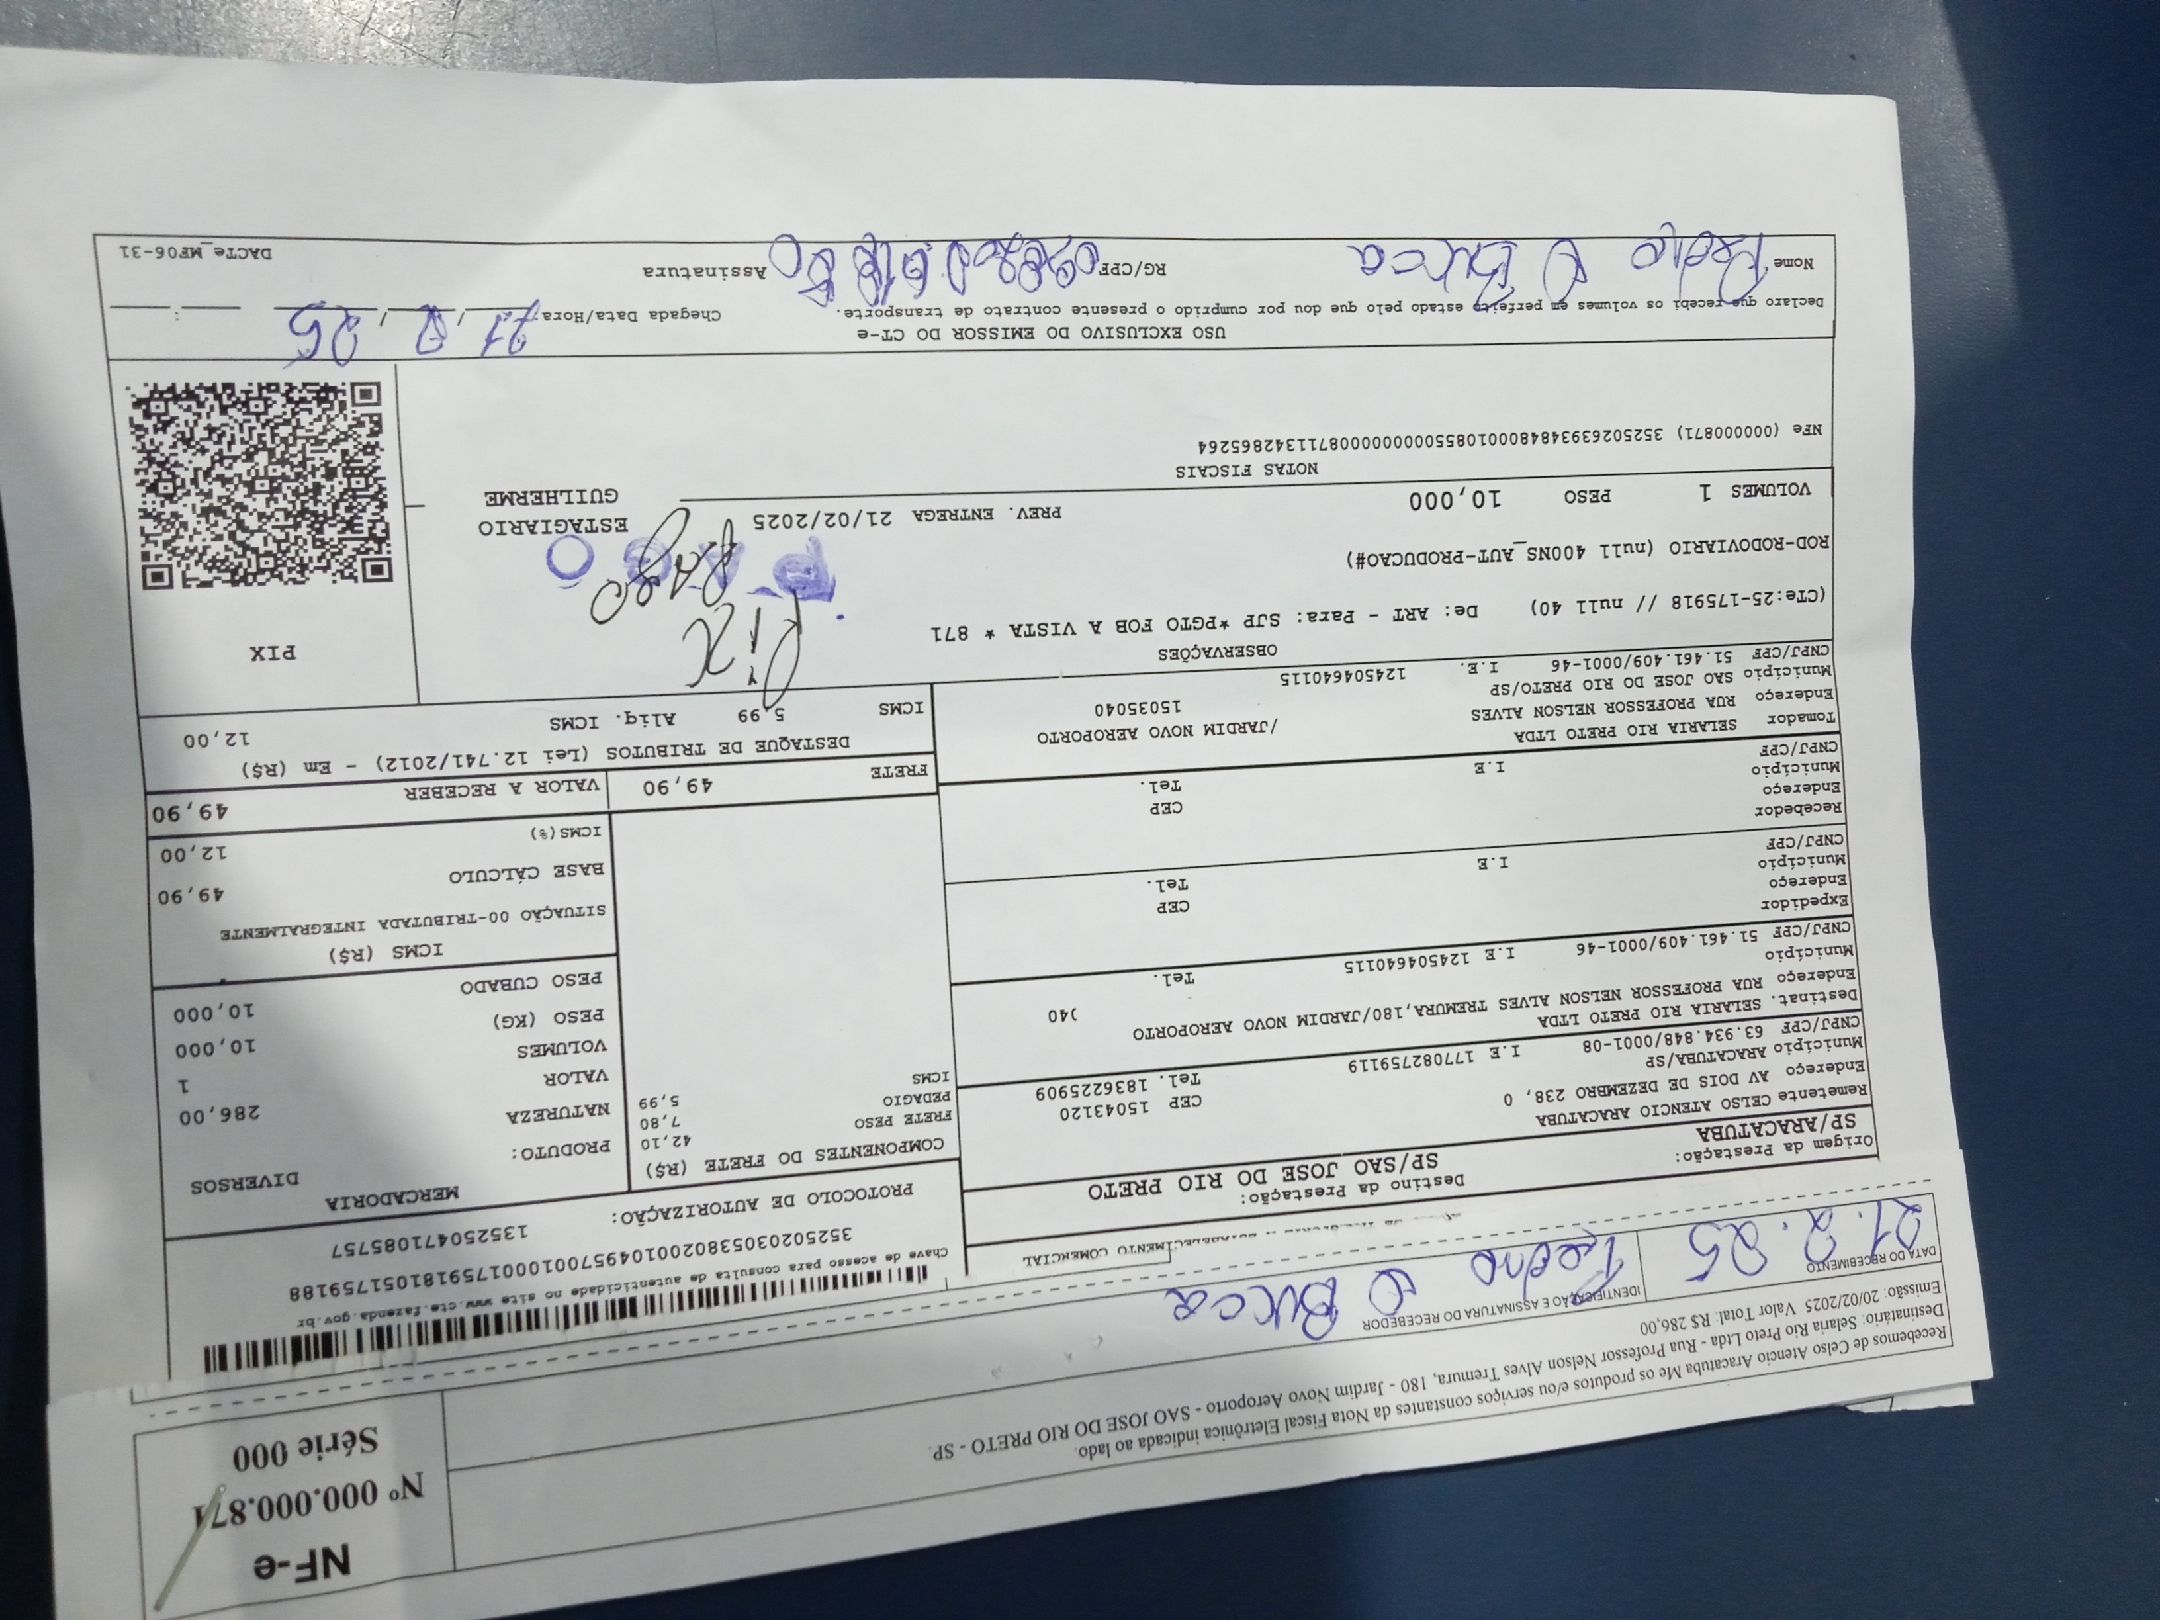 NF-e
Nº 000.000.871
Série 000
Recebemos de Celso Atencio Aracatuba Me os produtos e/ou serviços constantes da Nota Fiscal Eletrônica indicada ao lado.
Destinatário: Selaria Rio Preto Ltda - Rua Professor Nelson Alves Tremura, 180 - Jardim Novo Aeroporto - SAO JOSE DO RIO PRETO - SP.
Emissão: 20/02/2025 Valor Total: R$ 286,00
DATA DO RECEBIMENTO
21.2.25
IDENTIFICAÇÃO E ASSINATURA DO RECEBEDOR
Pedro O Bucca
Chave de acesso para consulta de autenticidade no site www.cte.fazenda.gov.br
35250203053802001049570010001759181051759188
PROTOCOLO DE AUTORIZAÇÃO:
135250471085757
Origem da Prestação:
SP/ARACATUBA
Destino da Prestação:
SP/SAO JOSE DO RIO PRETO
Remetente CELSO ATENCIO ARACATUBA
Endereço AV DOIS DE DEZEMBRO 238, 0
CEP 15043120
Município ARACATUBA/SP
Tel. 1836225909
CNPJ/CPF 63.934.848/0001-08 I.E 177082759119
Destinat. SELARIA RIO PRETO LTDA
Endereço RUA PROFESSOR NELSON ALVES TREMURA,180/JARDIM NOVO AEROPORTO
Município
CNPJ/CPF 51.461.409/0001-46 I.E 124504640115
Tel.
Expedidor
Endereço
CEP
Município
Tel.
CNPJ/CPF
I.E
Recebedor
Endereço
CEP
Município
Tel.
CNPJ/CPF
I.E
Tomador SELARIA RIO PRETO LTDA
Endereço RUA PROFESSOR NELSON ALVES /JARDIM NOVO AEROPORTO
Município SAO JOSE DO RIO PRETO/SP 15035040
CNPJ/CPF 51.461.409/0001-46 I.E. 124504640115
COMPONENTES DO FRETE (R$)
FRETE PESO 42,10
PEDAGIO 7,80
ICMS 5,99
FRETE 49,90
MERCADORIA
PRODUTO: DIVERSOS
NATUREZA
VALOR 286,00
VOLUMES 1
PESO (KG) 10,000
PESO CUBADO 10,000
ICMS (R$)
SITUAÇÃO 00-TRIBUTADA INTEGRALMENTE
BASE CÁLCULO 49,90
ICMS(%) 12,00
VALOR A RECEBER 49,90
DESTAQUE DE TRIBUTOS (Lei 12.741/2012) - Em (R$)
ICMS 5,99 Aliq. ICMS 12,00
OBSERVAÇÕES
(CTe:25-175918 // null 40) De: ART - Para: SJP *PGTO FOB A VISTA * 871
ROD-RODOVIARIO (null 400NS_AUT-PRODUCAO#)
Pix
Pago
PIX
VOLUMES 1 PESO 10,000
PREV. ENTREGA 21/02/2025
ESTAGIARIO
GUILHERME
NOTAS FISCAIS
NFe (000000871) 35250263934848000108550000000008711342865264
USO EXCLUSIVO DO EMISSOR DO CT-e
Declaro que recebi os volumes em perfeito estado pelo que dou por cumprido o presente contrato de transporte.
Chegada Data/Hora: 21/2/25
Nome Pedro O Bucca
RG/CPF
Assinatura
DACTe_MF06-31